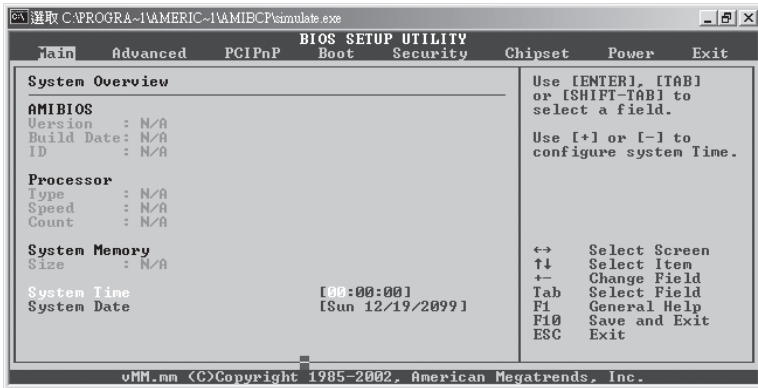 選取 C:\PROGRA~1\AMERIC~1\AMIBCP\simulate.exe
BIOS SETUP UTILITY
Main Advanced PCIPnP Boot Security Chipset Power Exit
System Overview
AMIBIOS
Version : N/A
Build Date: N/A
ID : N/A
Processor
Type : N/A
Speed : N/A
Count : N/A
System Memory
Size : N/A
System Time [00:00:00]
System Date [Sun 12/19/2099]
Use [ENTER], [TAB]
or [SHIFT-TAB] to
select a field.
Use [+] or [-] to
configure system Time.
↔ Select Screen
↑↓ Select Item
+- Change Field
Tab Select Field
F1 General Help
F10 Save and Exit
ESC Exit
vMM.mm (C)Copyright 1985-2002, American Megatrends, Inc.